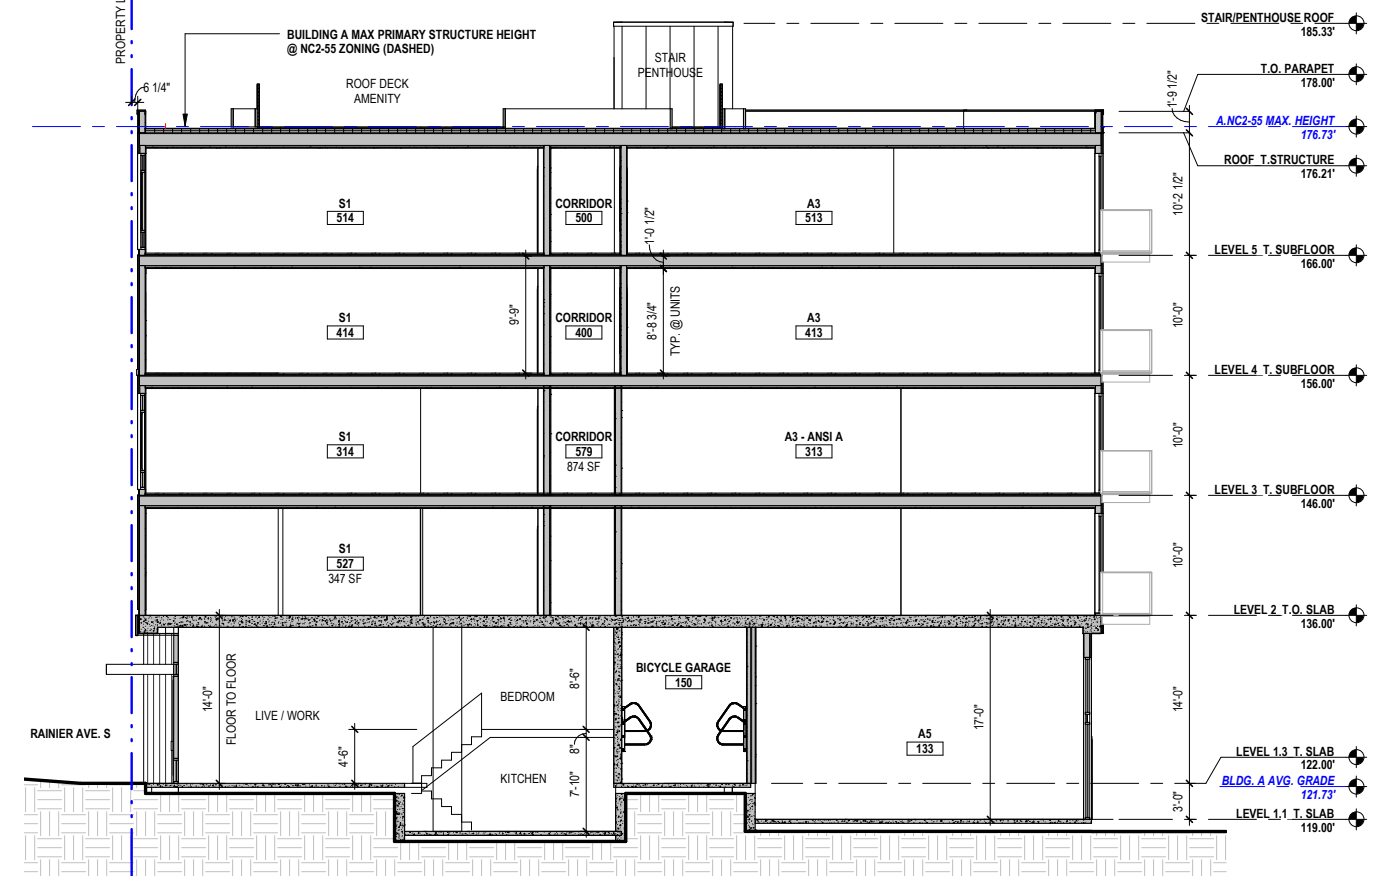 PROPERTY L
BUILDING A MAX PRIMARY STRUCTURE HEIGHT
@ NC2-55 ZONING (DASHED)
STAIR/PENTHOUSE ROOF
185.33'
STAIR
PENTHOUSE
T.O. PARAPET
178.00'
6 1/4"
ROOF DECK
AMENITY
1'-9 1/2"
A.NC2-55 MAX. HEIGHT
176.73'
ROOF T.STRUCTURE
176.21'
S1
514
CORRIDOR
500
A3
513
10'-2 1/2"
1'-0 1/2"
LEVEL 5 T. SUBFLOOR
166.00'
S1
414
9'-9"
CORRIDOR
400
8'-8 3/4"
TYP. @ UNITS
A3
413
10'-0"
LEVEL 4 T. SUBFLOOR
156.00'
S1
314
CORRIDOR
579
874 SF
A3 - ANSI A
313
10'-0"
LEVEL 3 T. SUBFLOOR
146.00'
S1
527
347 SF
10'-0"
LEVEL 2 T.O. SLAB
136.00'
14'-0"
FLOOR TO FLOOR
LIVE / WORK
BEDROOM
8'-6"
BICYCLE GARAGE
150
17'-0"
14'-0"
RAINIER AVE. S
A5
133
4'-6"
8"
KITCHEN
7'-10"
LEVEL 1.3 T. SLAB
122.00'
BLDG. A AVG. GRADE
121.73'
3'-0"
LEVEL 1.1 T. SLAB
119.00'